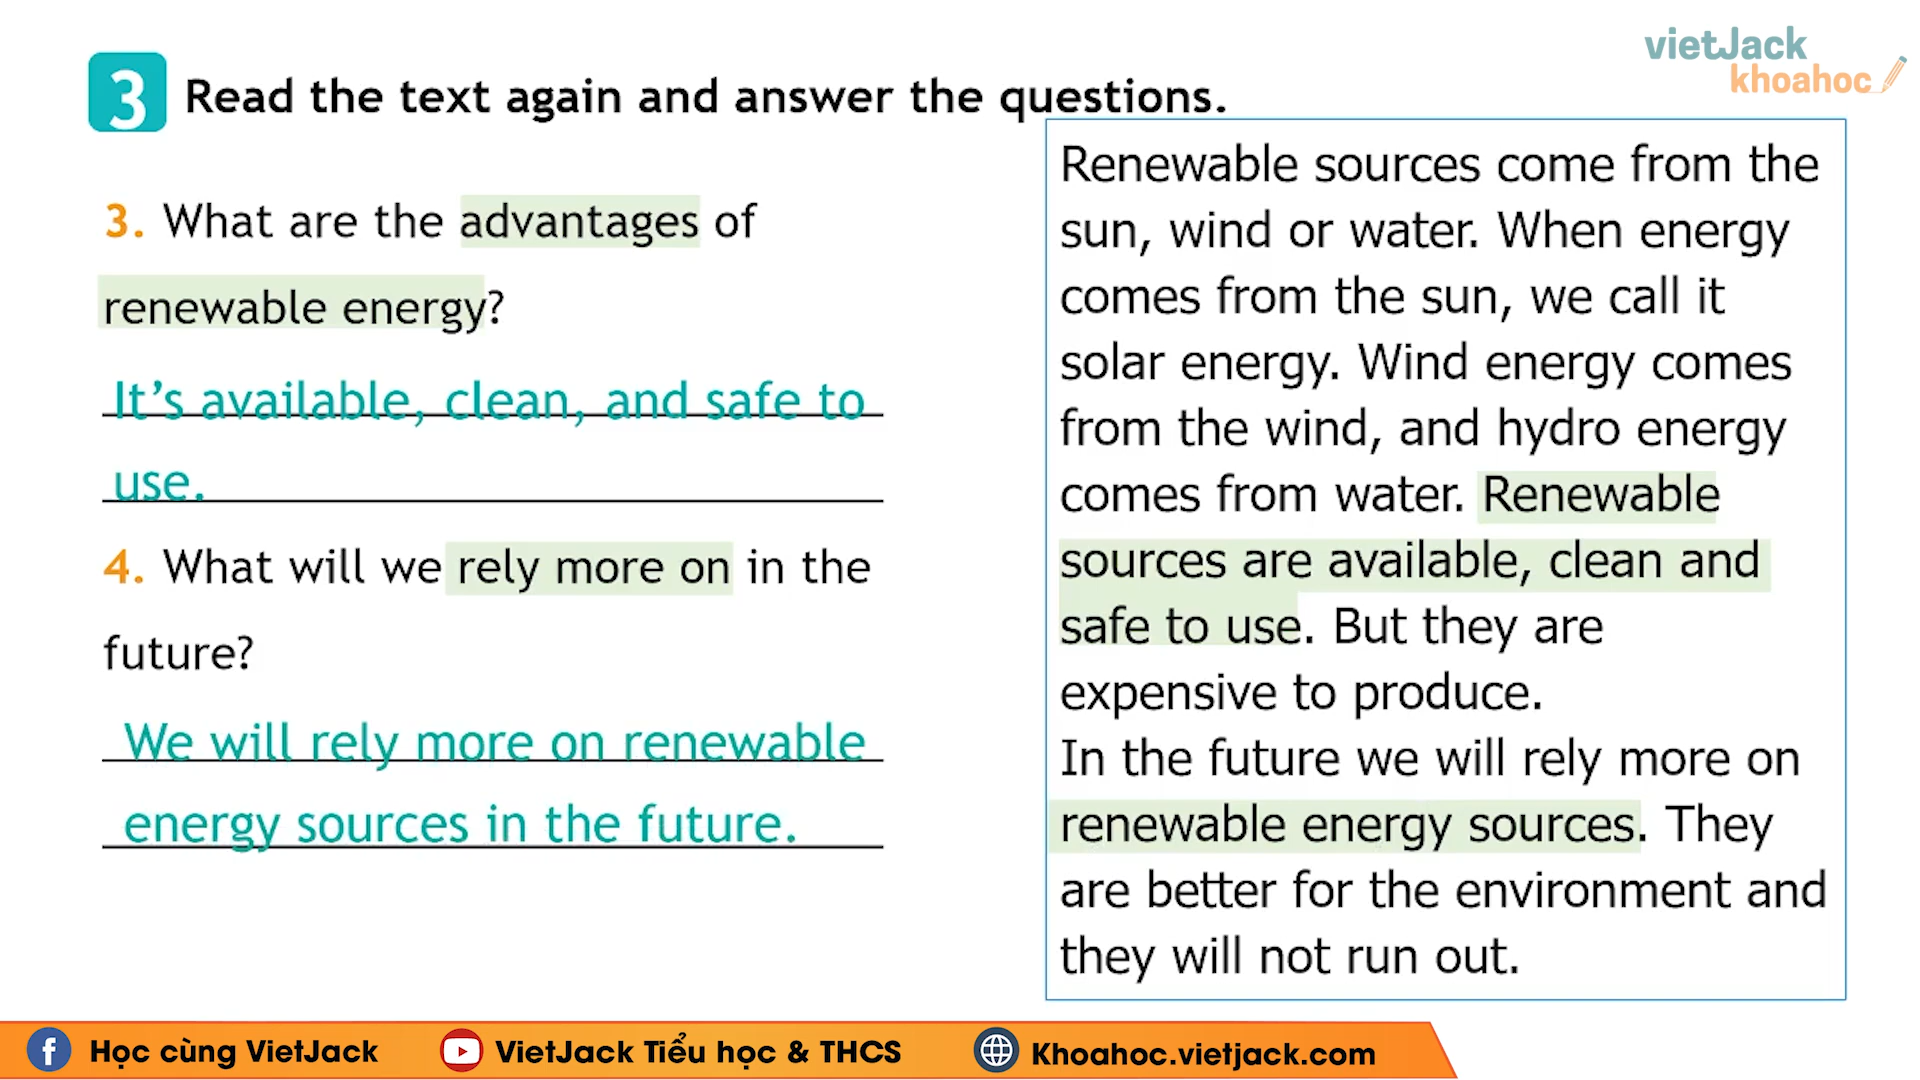 vietJack
khoahoc
3 Read the text again and answer the questions.
3. What are the advantages of
renewable energy?
It's available, clean, and safe to
use.
4. What will we rely more on in the
future?
We will rely more on renewable
energy sources in the future.
Renewable sources come from the
sun, wind or water. When energy
comes from the sun, we call it
solar energy. Wind energy comes
from the wind, and hydro energy
comes from water. Renewable
sources are available, clean and
safe to use. But they are
expensive to produce.
In the future we will rely more on
renewable energy sources. They
are better for the environment and
they will not run out.
Học cùng VietJack
VietJack Tiểu học & THCS
Khoahoc.vietjack.com